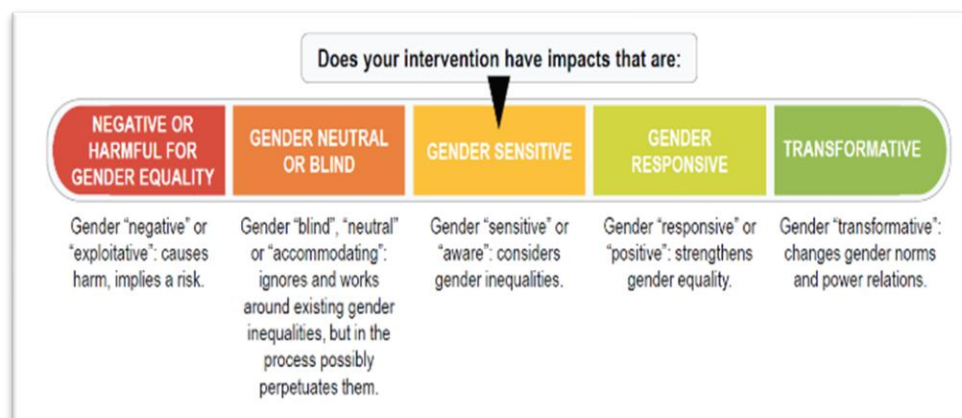 Does your intervention have impacts that are:
NEGATIVE OR
HARMFUL FOR
GENDER EQUALITY
GENDER NEUTRAL
OR BLIND
GENDER SENSITIVE
GENDER
RESPONSIVE
TRANSFORMATIVE
Gender “negative” or
“exploitative”: causes
harm, implies a risk.
Gender “blind”, “neutral”
or “accommodating”:
ignores and works
around existing gender
inequalities, but in the
process possibly
perpetuates them.
Gender “sensitive” or
“aware”: considers
gender inequalities.
Gender “responsive” or
“positive”: strengthens
gender equality.
Gender “transformative”:
changes gender norms
and power relations.